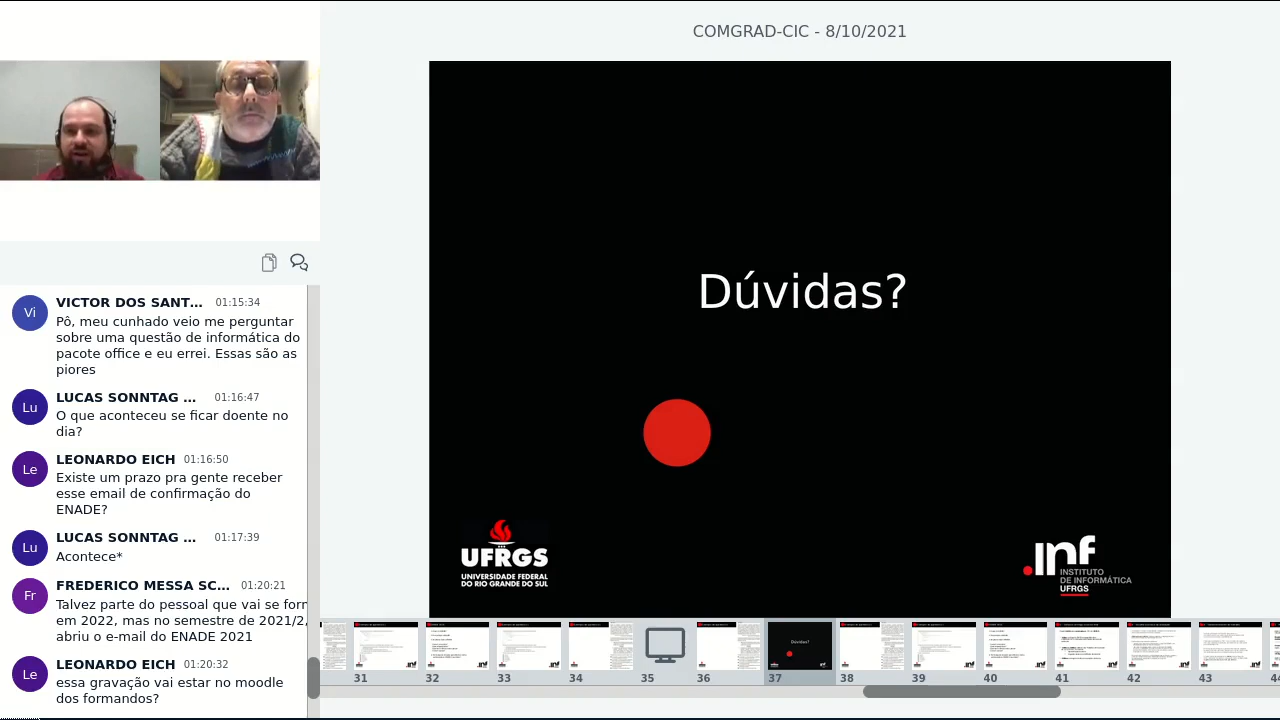 COMGRAD-CIC - 8/10/2021
Dúvidas?
UFRGS
UNIVERSIDADE FEDERAL
DO RIO GRANDE DO SUL
.inf
INSTITUTO
DE INFORMÁTICA
UFRGS
Vi
VICTOR DOS SANT... 01:15:34
Pô, meu cunhado veio me perguntar
sobre uma questão de informática do
pacote office e eu errei. Essas são as
piores
Lu
LUCAS SONNTAG ... 01:16:47
O que aconteceu se ficar doente no
dia?
Le
LEONARDO EICH 01:16:50
Existe um prazo pra gente receber
esse email de confirmação do
ENADE?
Lu
LUCAS SONNTAG ... 01:17:39
Acontece*
Fr
FREDERICO MESSA SC... 01:20:21
Talvez parte do pessoal que vai se forr
em 2022, mas no semestre de 2021/2,
abriu o e-mail do ENADE 2021
Le
LEONARDO EICH 01:20:32
essa gravação vai estar no moodle
dos formandos?
31 32 33 34 35 36 37 38 39 40 41 42 43 44